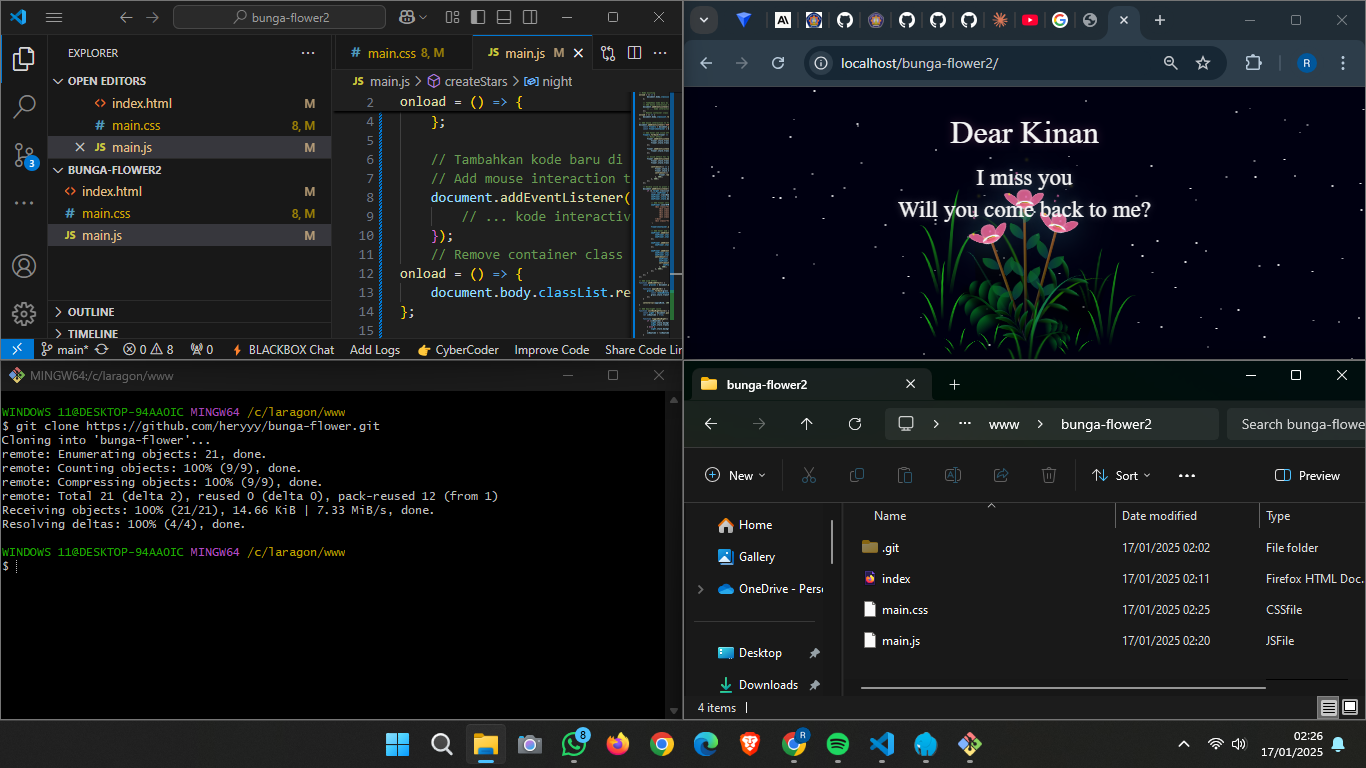 bunga-flower2
EXPLORER
OPEN EDITORS
index.html M
main.css 8, M
main.js M
BUNGA-FLOWER2
index.html M
main.css 8, M
main.js M
OUTLINE
TIMELINE
main.css 8, M
JS main.js M
JS main.js > createStars > night
2 onload = () => {
4 };
5
6 // Tambahkan kode baru di
7 // Add mouse interaction t
8 document.addEventListener(
9 // ... kode interactiv
10 });
11 // Remove container class
12 onload = () => {
13 document.body.classList.re
14 };
15
main* 0 8 0 BLACKBOX Chat Add Logs CyberCoder Improve Code Share Code Lin
localhost/bunga-flower2/
R
Dear Kinan
I miss you
Will you come back to me?
MINGW64:/c/laragon/www
WINDOWS 11@DESKTOP-94AAOIC MINGW64 /c/laragon/www
$ git clone https://github.com/heryyy/bunga-flower.git
Cloning into 'bunga-flower'...
remote: Enumerating objects: 21, done.
remote: Counting objects: 100% (9/9), done.
remote: Compressing objects: 100% (9/9), done.
remote: Total 21 (delta 2), reused 0 (delta 0), pack-reused 12 (from 1)
Receiving objects: 100% (21/21), 14.66 KiB | 7.33 MiB/s, done.
Resolving deltas: 100% (4/4), done.
WINDOWS 11@DESKTOP-94AAOIC MINGW64 /c/laragon/www
$
bunga-flower2
www > bunga-flower2
Search bunga-flowe
New Sort Preview
Home
Gallery
OneDrive - Pers
Desktop
Downloads
Name Date modified Type
.git 17/01/2025 02:02 File folder
index 17/01/2025 02:11 Firefox HTML Doc.
main.css 17/01/2025 02:25 CSSfile
main.js 17/01/2025 02:20 JSFile
4 items
8
R
02:26
17/01/2025